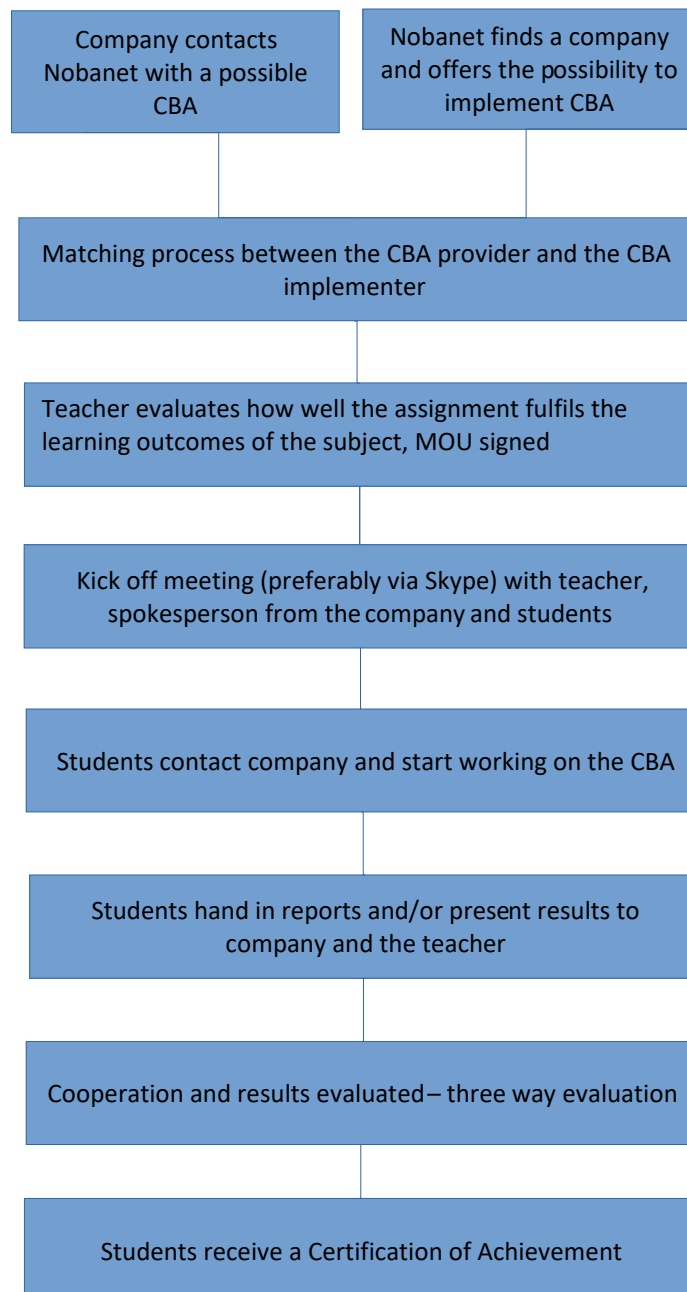 Company contacts
Nobanet with a possible
CBA
Nobanet finds a company
and offers the possibility to
implement CBA
Matching process between the CBA provider and the CBA
implementer
Teacher evaluates how well the assignment fulfils the
learning outcomes of the subject, MOU signed
Kick off meeting (preferably via Skype) with teacher,
spokesperson from the company and students
Students contact company and start working on the CBA
Students hand in reports and/or present results to
company and the teacher
Cooperation and results evaluated – three way evaluation
Students receive a Certification of Achievement